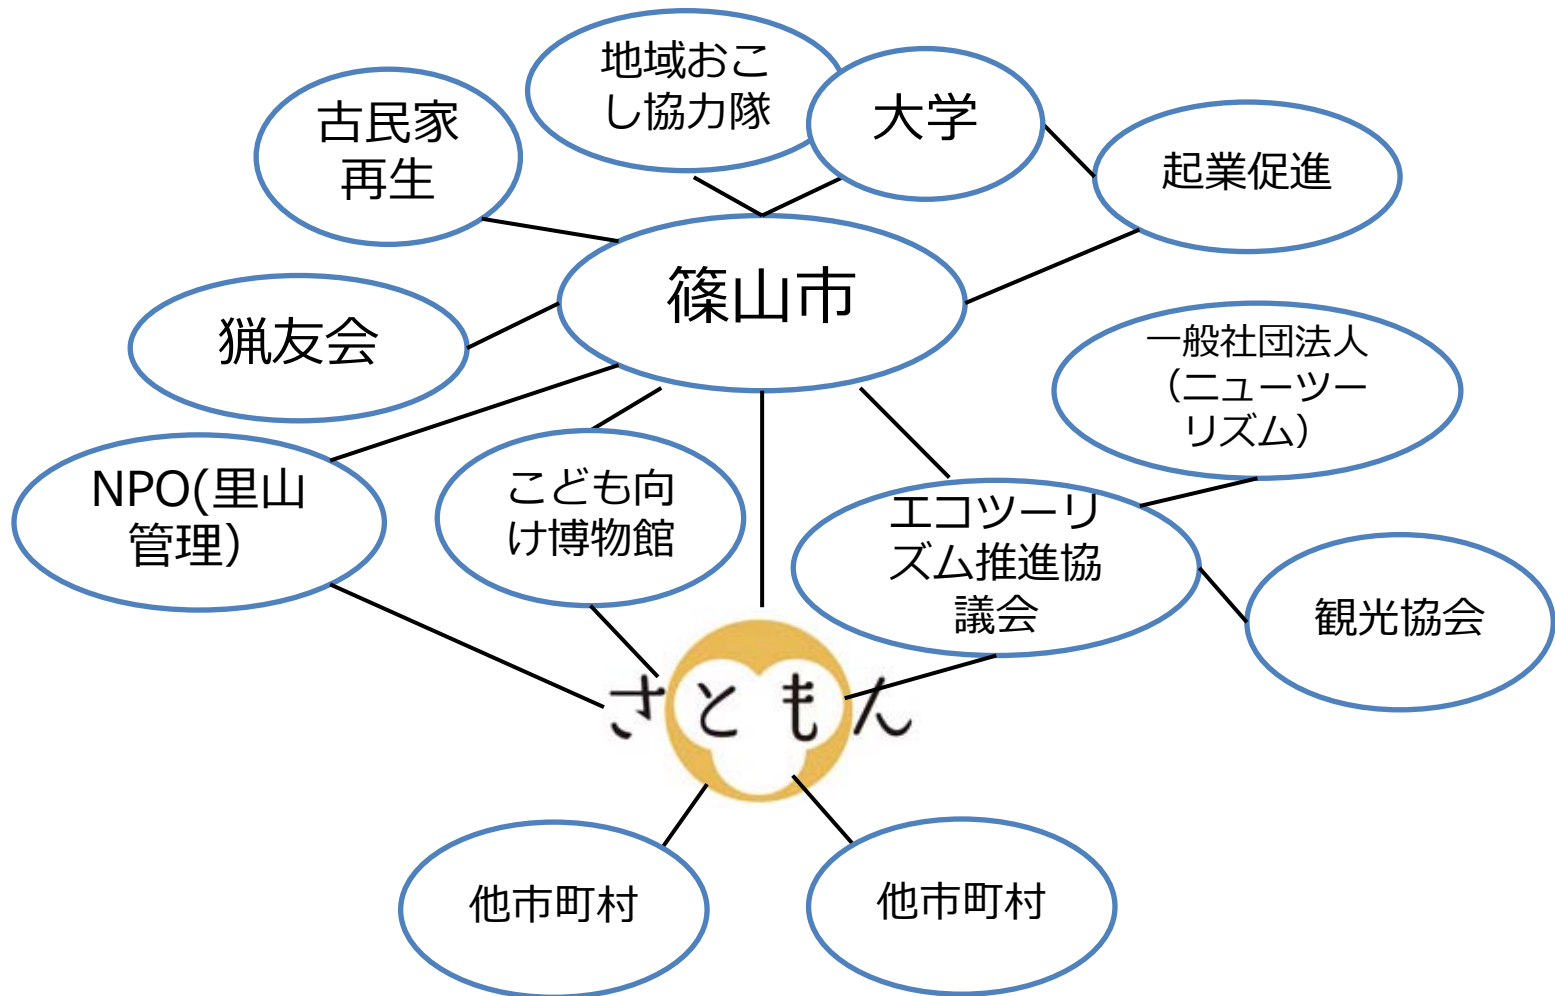 地域おこ
し協力隊
大学
古民家
再生
起業促進
篠山市
猟友会
一般社団法人
（ニューツー
リズム）
NPO(里山
管理）
こども向
け博物館
エコツーリ
ズム推進協
議会
観光協会
さともん
他市町村
他市町村